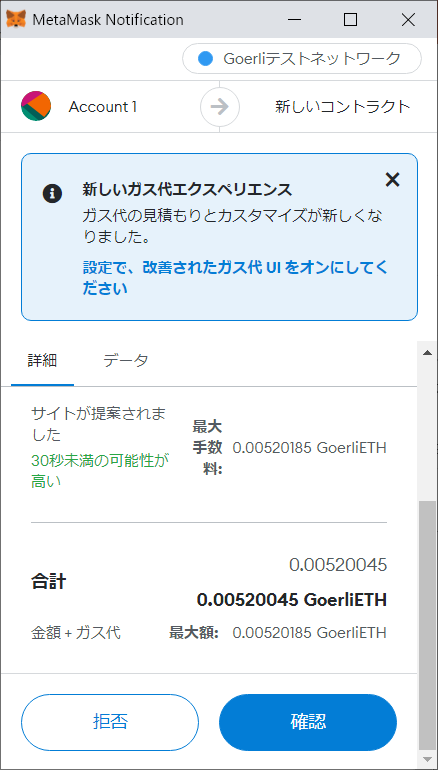 MetaMask Notification
Goerliテストネットワーク
Account 1
新しいコントラクト
新しいガス代エクスペリエンス
ガス代の見積もりとカスタマイズが新しくな
りました。
設定で、改善されたガス代 UI をオンにしてく
ださい
詳細
データ
サイトが提案されま
した
30秒未満の可能性が
高い
最大
手数
料:
0.00520185 GoerliETH
0.00520045
合計
0.00520045 GoerliETH
金額 + ガス代
最大額:
0.00520185 GoerliETH
拒否
確認